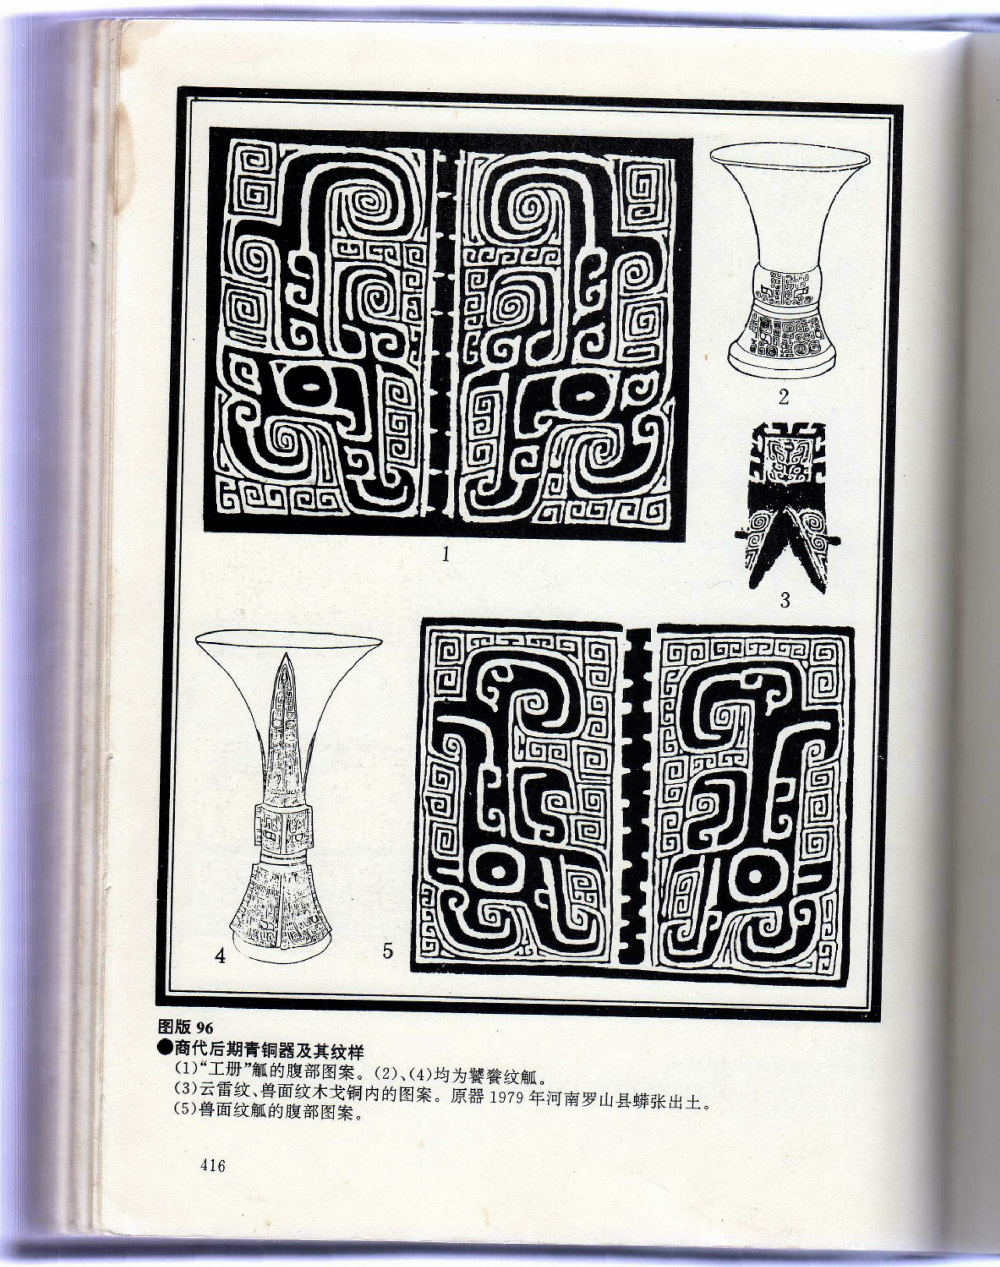 1
2
3
4
5
图版 96
●商代后期青铜器及其纹样
(1)“工册”觚的腹部图案。(2)、(4)均为饕餮纹觚。
(3)云雷纹、兽面纹木戈铜内的图案。原器 1979 年河南罗山县蟒张出土。
(5)兽面纹觚的腹部图案。
416